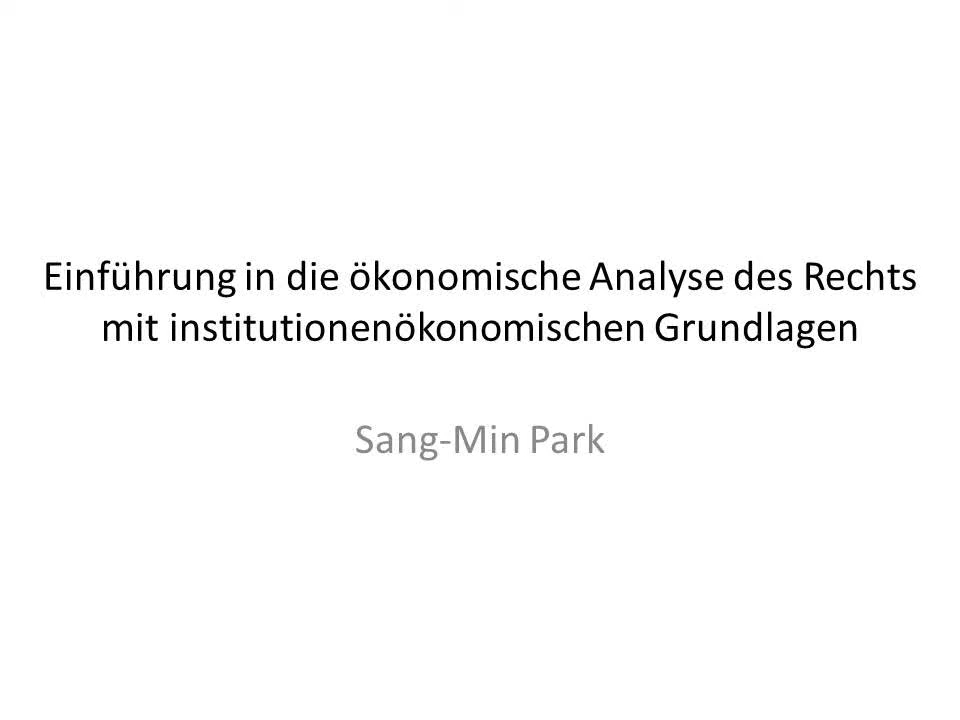 Einführung in die ökonomische Analyse des Rechts
mit institutionenökonomischen Grundlagen
Sang-Min Park